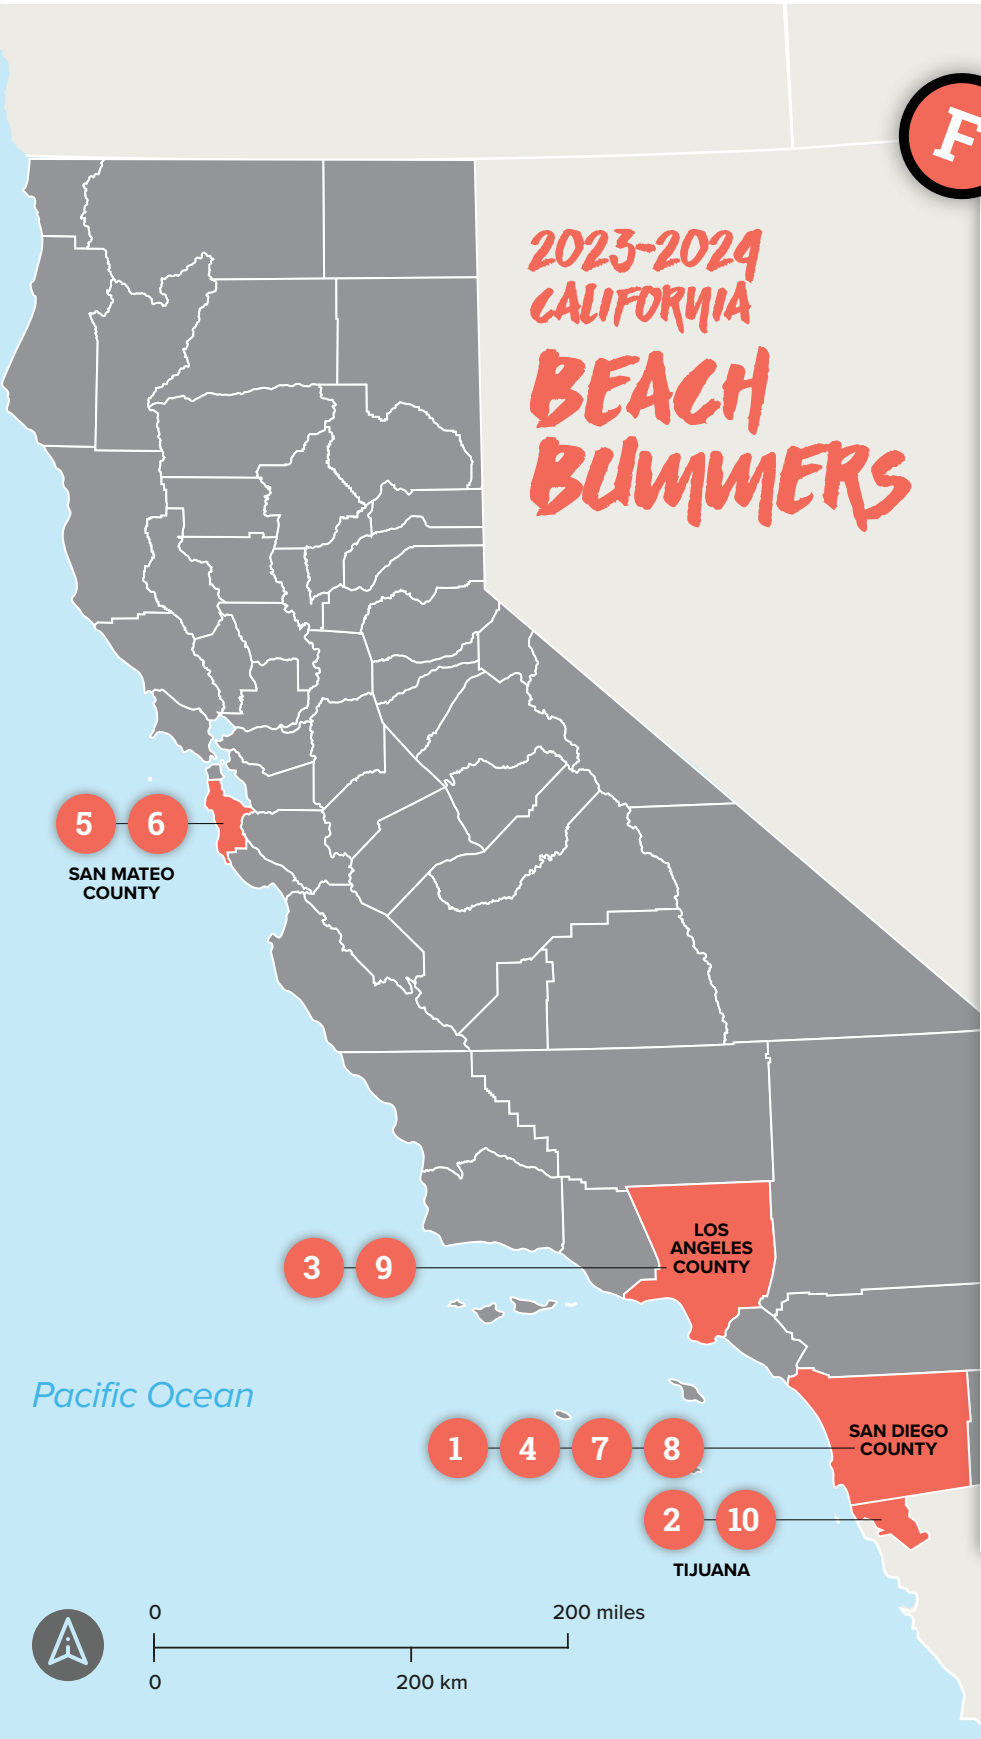 F
2023-2024
CALIFORNIA
BEACH
BUMMERS
5 6
SAN MATEO
COUNTY
LOS
ANGELES
COUNTY
3 9
Pacific Ocean
SAN DIEGO
COUNTY
1 4 7 8
2 10
TIJUANA
0 200 miles
0 200 km